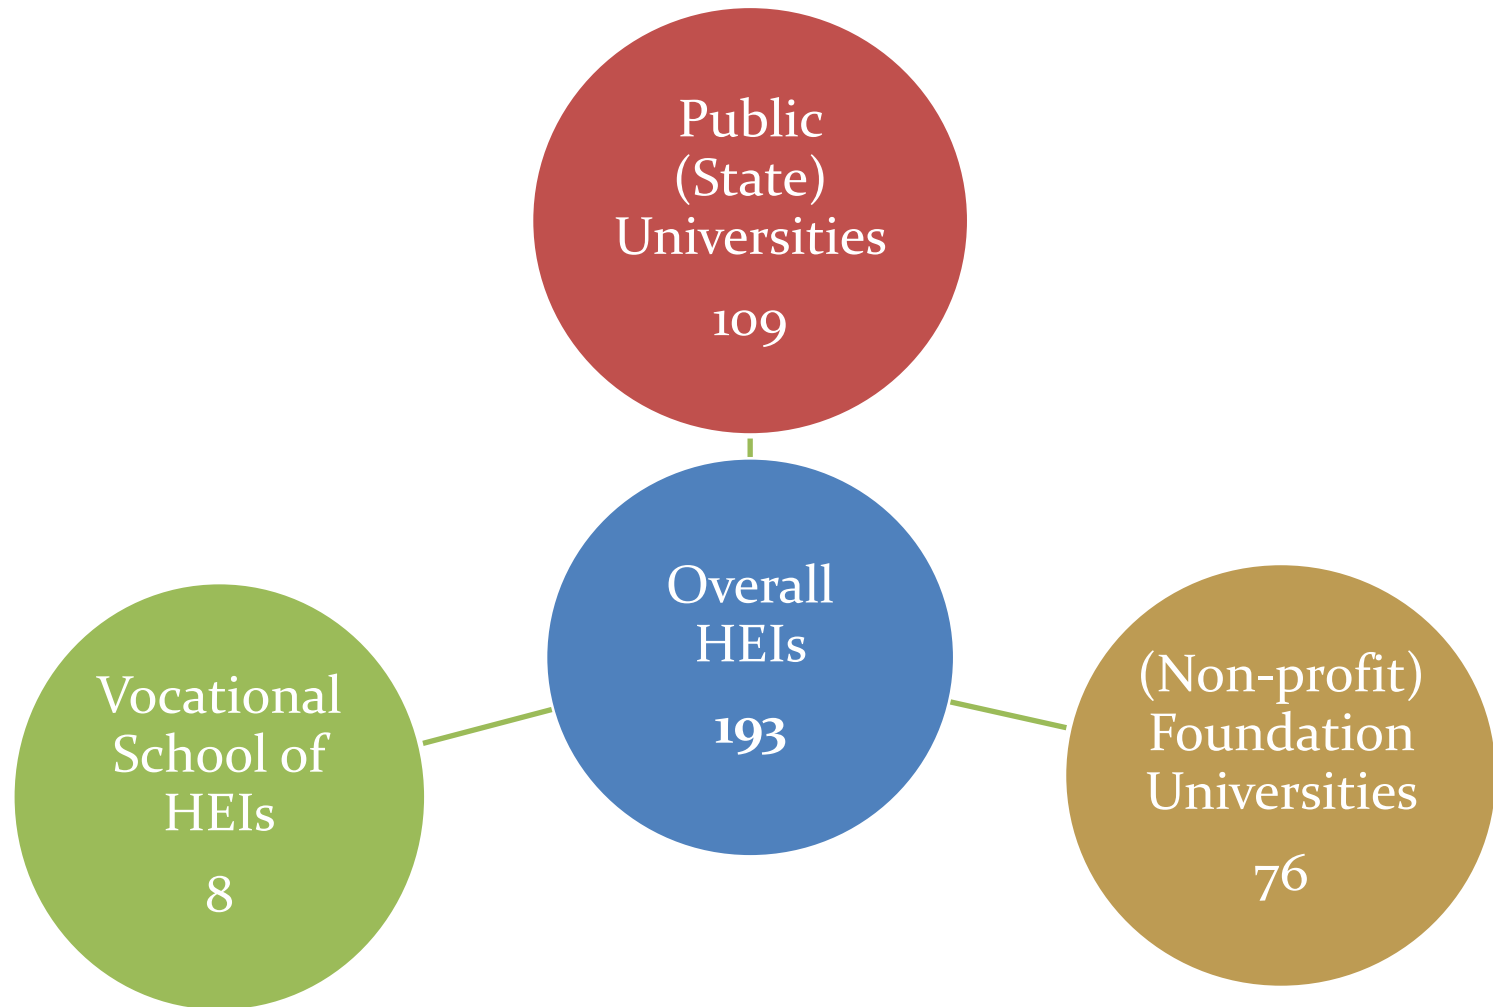 Public
(State)
Universities
109
Overall
HEIs
193
Vocational
School of
HEIs
8
(Non-profit)
Foundation
Universities
76